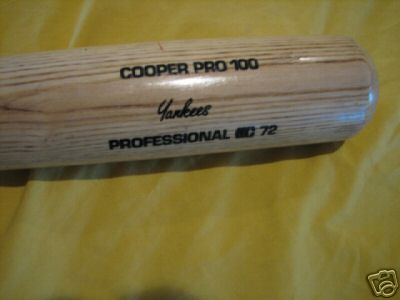 COOPER PRO 100
Yankees
PROFESSIONAL C 72